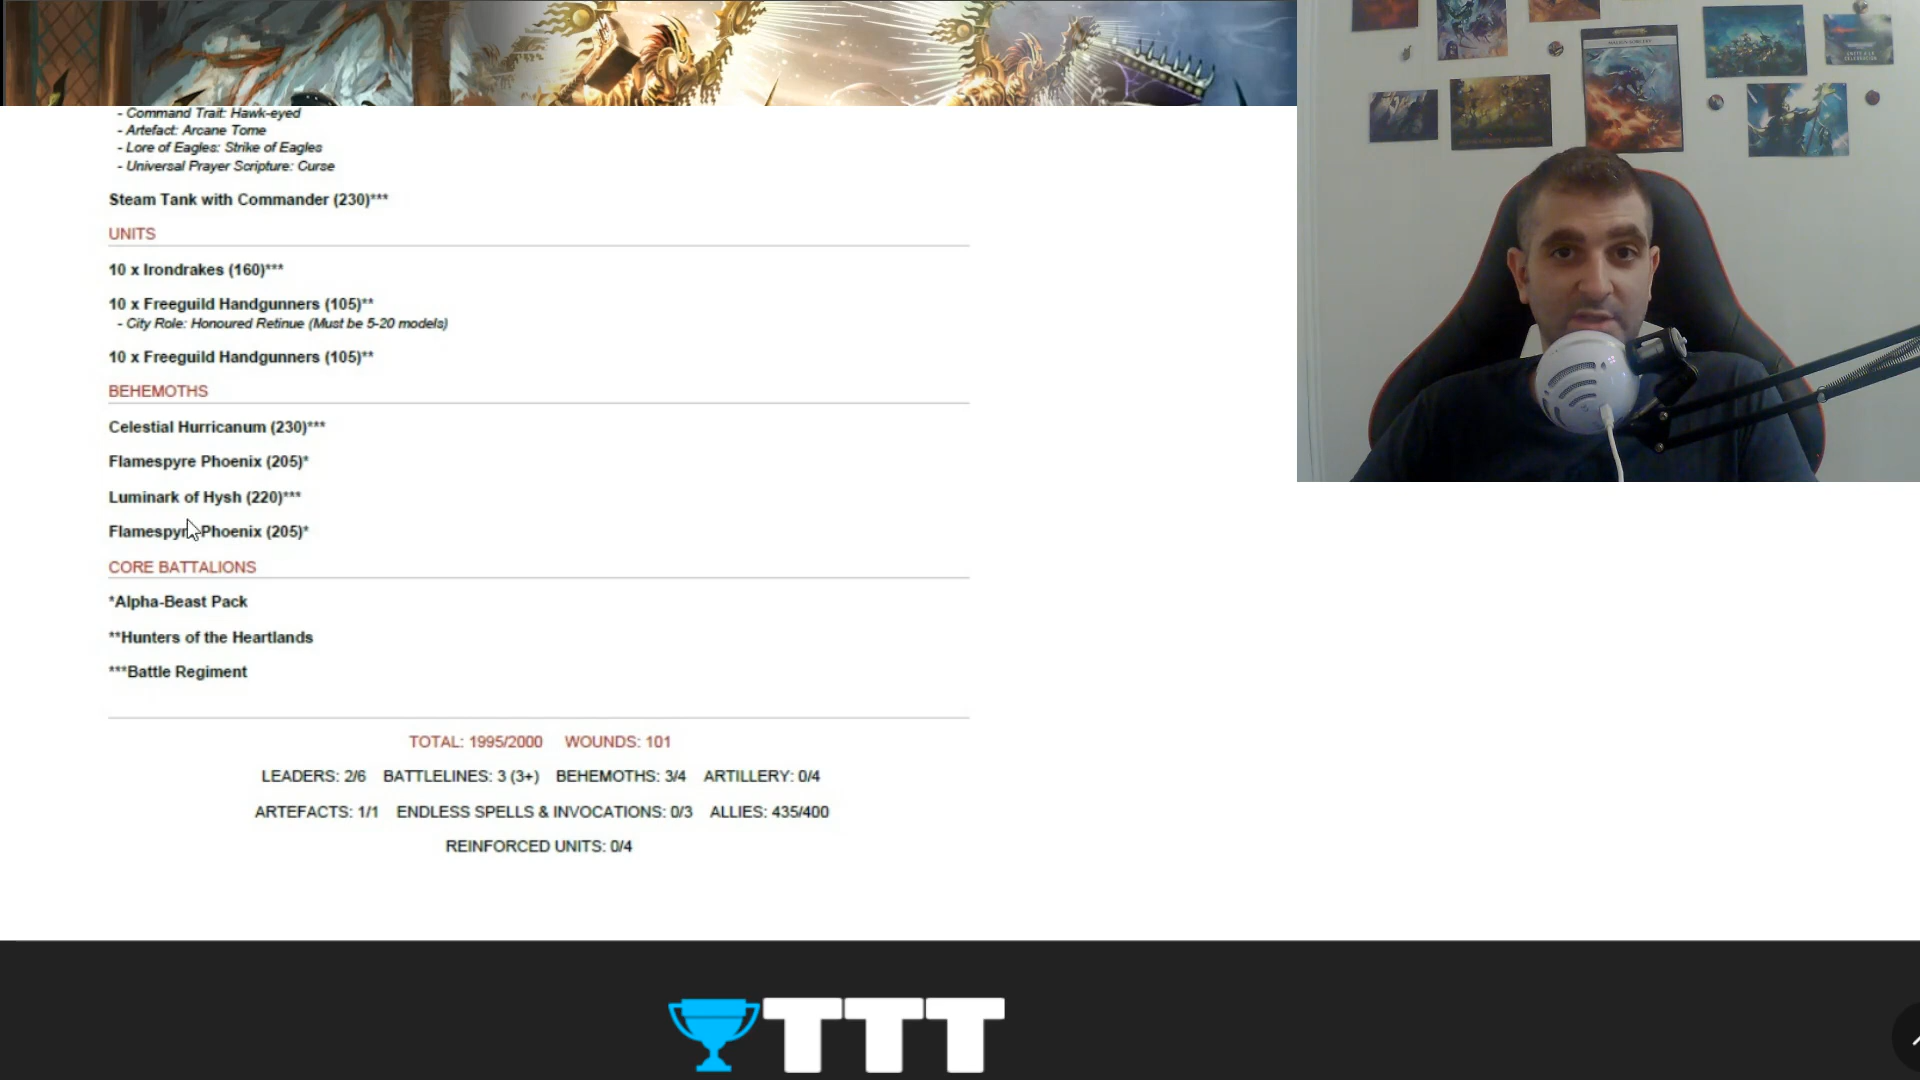 - Command Trait: Hawk-eyed
- Artefact: Arcane Tome
- Lore of Eagles: Strike of Eagles
- Universal Prayer Scripture: Curse
Steam Tank with Commander (230)***
UNITS
10 x Irondrakes (160)***
10 x Freeguild Handgunners (105)**
- City Role: Honoured Retinue (Must be 5-20 models)
10 x Freeguild Handgunners (105)**
BEHEMOTHS
Celestial Hurricanum (230)***
Flamespyre Phoenix (205)*
Luminark of Hysh (220)***
Flamespyre Phoenix (205)*
CORE BATTALIONS
*Alpha-Beast Pack
**Hunters of the Heartlands
***Battle Regiment
TOTAL: 1995/2000 WOUNDS: 101
LEADERS: 2/6 BATTLELINES: 3 (3+) BEHEMOTHS: 3/4 ARTILLERY: 0/4
ARTEFACTS: 1/1 ENDLESS SPELLS & INVOCATIONS: 0/3 ALLIES: 435/400
REINFORCED UNITS: 0/4
TTT